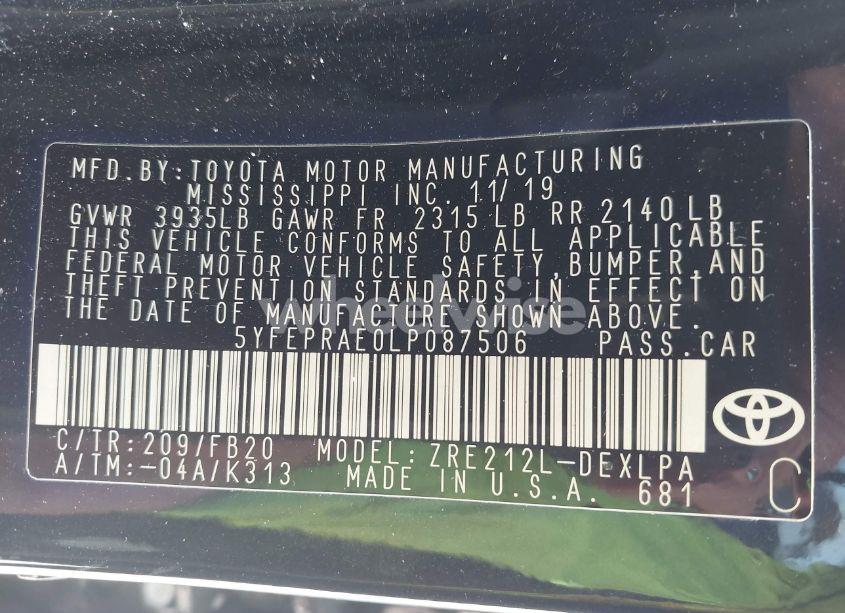 MFD. BY: TOYOTA MOTOR MANUFACTURING
MISSISSIPPI INC. 11/19
GVWR 3935LB GAWR FR 2315 LB RR 2140 LB
THIS VEHICLE CONFORMS TO ALL APPLICABLE
FEDERAL MOTOR VEHICLE SAFETY, BUMPER, AND
THEFT PREVENTION STANDARDS IN EFFECT ON
THE DATE OF MANUFACTURE SHOWN ABOVE.
wheelwise
5YFEPRAE0LP087506 PASS.CAR
C/TR: 209/FB20 MODEL: ZRE212L-DEXLPA
A/TM: -04A/K313 MADE IN U.S.A. 681 C